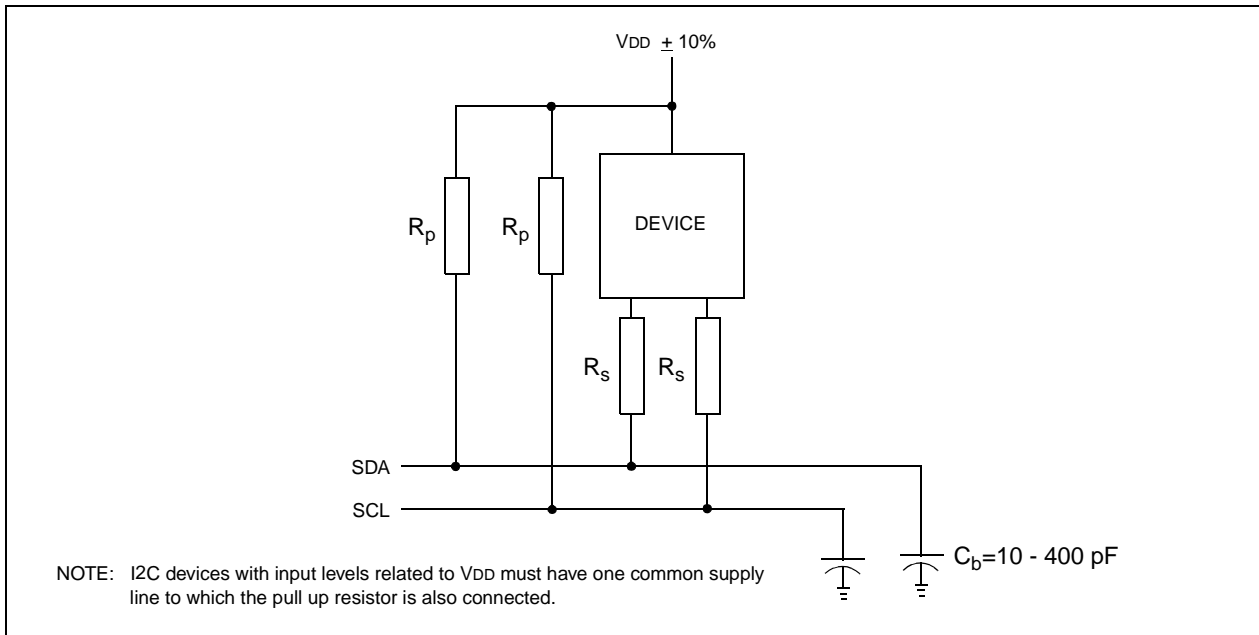 VDD ± 10%
Rp
Rp
DEVICE
Rs
Rs
SDA
SCL
Cb=10 - 400 pF
NOTE: I2C devices with input levels related to VDD must have one common supply
line to which the pull up resistor is also connected.